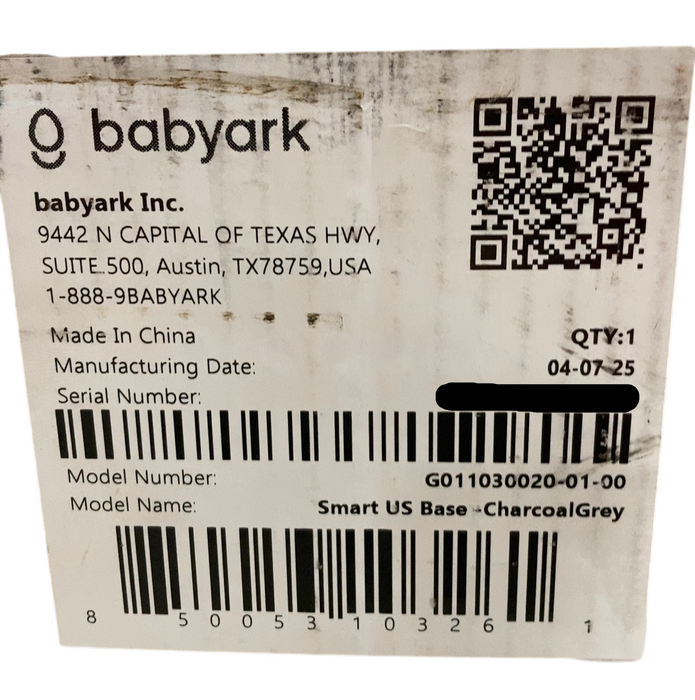 babyark
babyark Inc.
9442 N CAPITAL OF TEXAS HWY,
SUITE 500, Austin, TX78759,USA
1-888-9BABYARK
Made In China
QTY:1
Manufacturing Date:
04-07-25
Serial Number:
Model Number:
G011030020-01-00
Model Name:
Smart US Base -CharcoalGrey
8 50053 10326 1